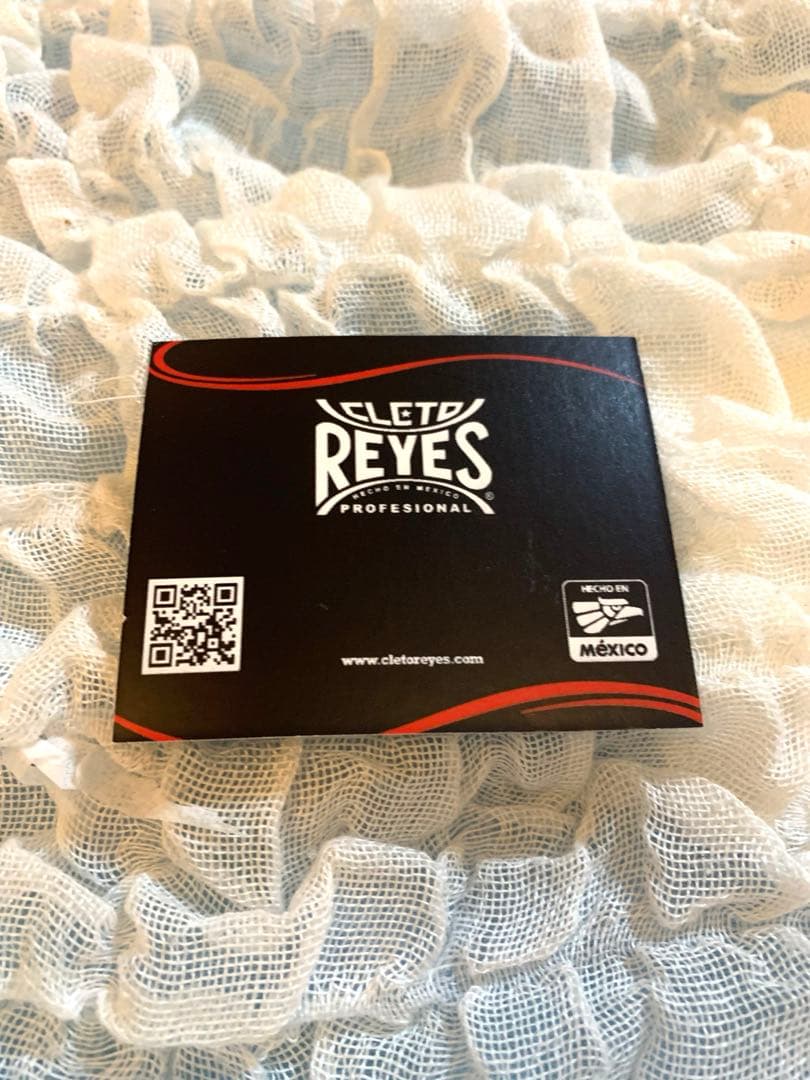 CLETO
REYES
HECHO EN MEXICO
®
PROFESIONAL
HECHO EN
MéXICO
www.cletoreyes.com